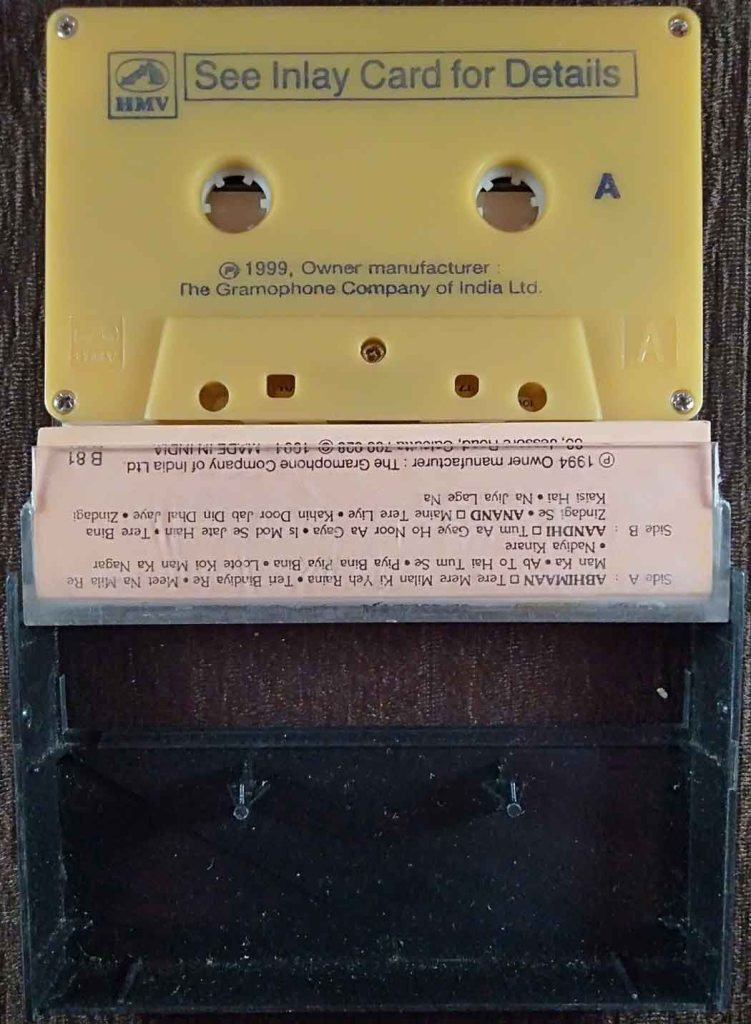 HMV
See Inlay Card for Details
A
℗ 1999, Owner manufacturer :
The Gramophone Company of India Ltd.
HMV
A
Side A : ABHIMAAN □ Tere Mere Milan Ki Yeh Raina • Teri Bindiya Re • Meet Na Mila Re
Man Ka • Ab To Hai Tum Se • Piya Bina Piya Bina • Loote Koi Man Ka Nagar
• Nadiya Kinare
Side B : AANDHI □ Tum Aa Gaye Ho Noor Aa Gaya • Is Mod Se Jate Hain • Tere Bina
Zindagi Se • ANAND □ Maine Tere Liye • Kahin Door Jab Din Dhal Jaye • Zindagi
Kaisi Hai • Na Jiya Lage Na
℗ 1994 Owner manufacturer : The Gramophone Company of India Ltd.
Jessore Road, Calcutta 700 028 © 1994 MADE IN INDIA
B 81